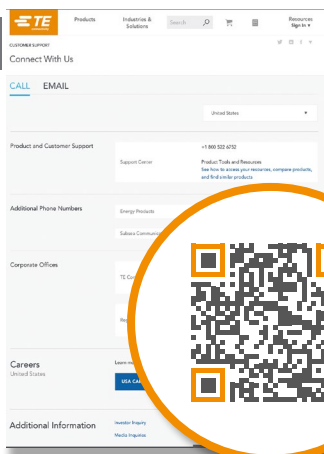 TE
Products
Industries & Solutions
Search
Resources
Sign In
CUSTOMER SUPPORT
Connect With Us
CALL EMAIL
United States
Product and Customer Support
Support Center
+1 800 522 6752
Product Tools and Resources
See how to access your resources, compare products,
and find similar products
Additional Phone Numbers
Energy Products
Subsea Communi
Corporate Offices
TE Co
Careers
United States
Learn mo
USA CA
Additional Information
Investor Inquiry
Media Inquiries